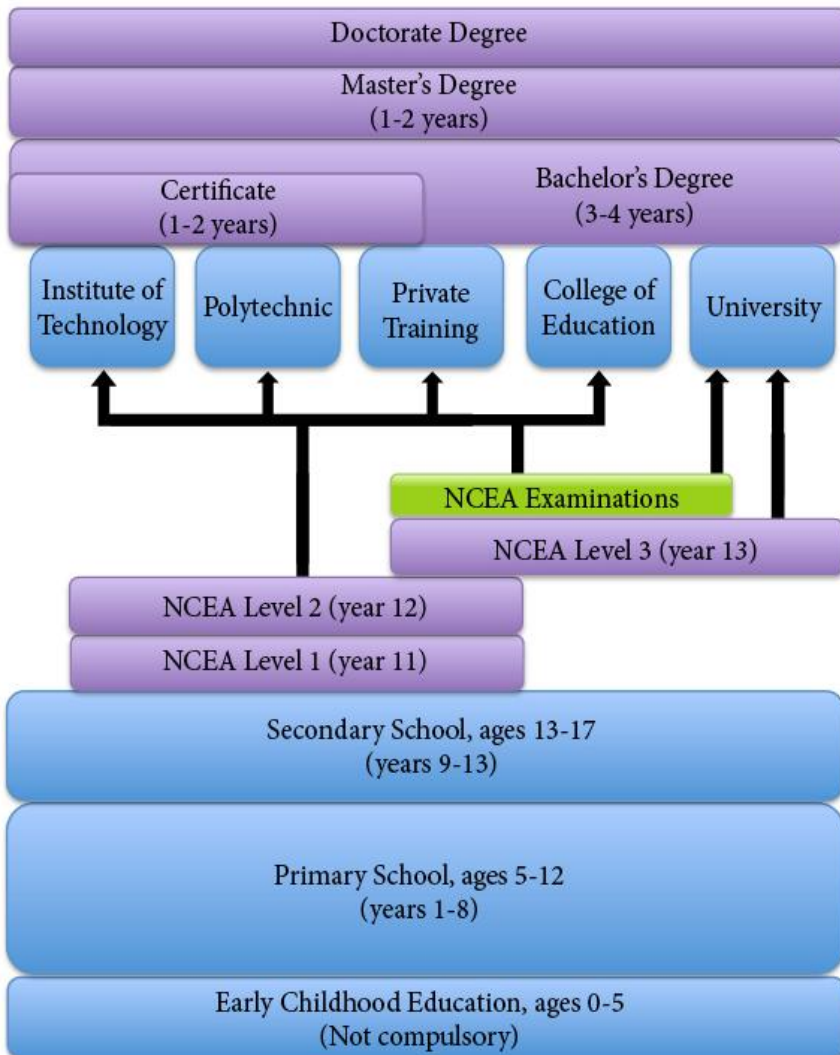 Doctorate Degree
Master's Degree
(1-2 years)
Certificate
(1-2 years)
Bachelor's Degree
(3-4 years)
Institute of
Technology
Polytechnic
Private
Training
College of
Education
University
NCEA Examinations
NCEA Level 3 (year 13)
NCEA Level 2 (year 12)
NCEA Level 1 (year 11)
Secondary School, ages 13-17
(years 9-13)
Primary School, ages 5-12
(years 1-8)
Early Childhood Education, ages 0-5
(Not compulsory)